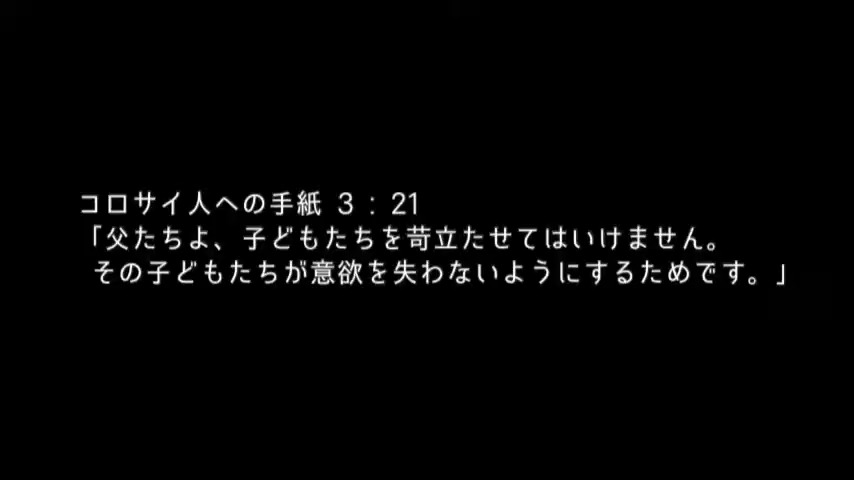 コロサイ人への手紙 3：21
「父たちよ、子どもたちを苛立たせてはいけません。
その子どもたちが意欲を失わないようにするためです。」